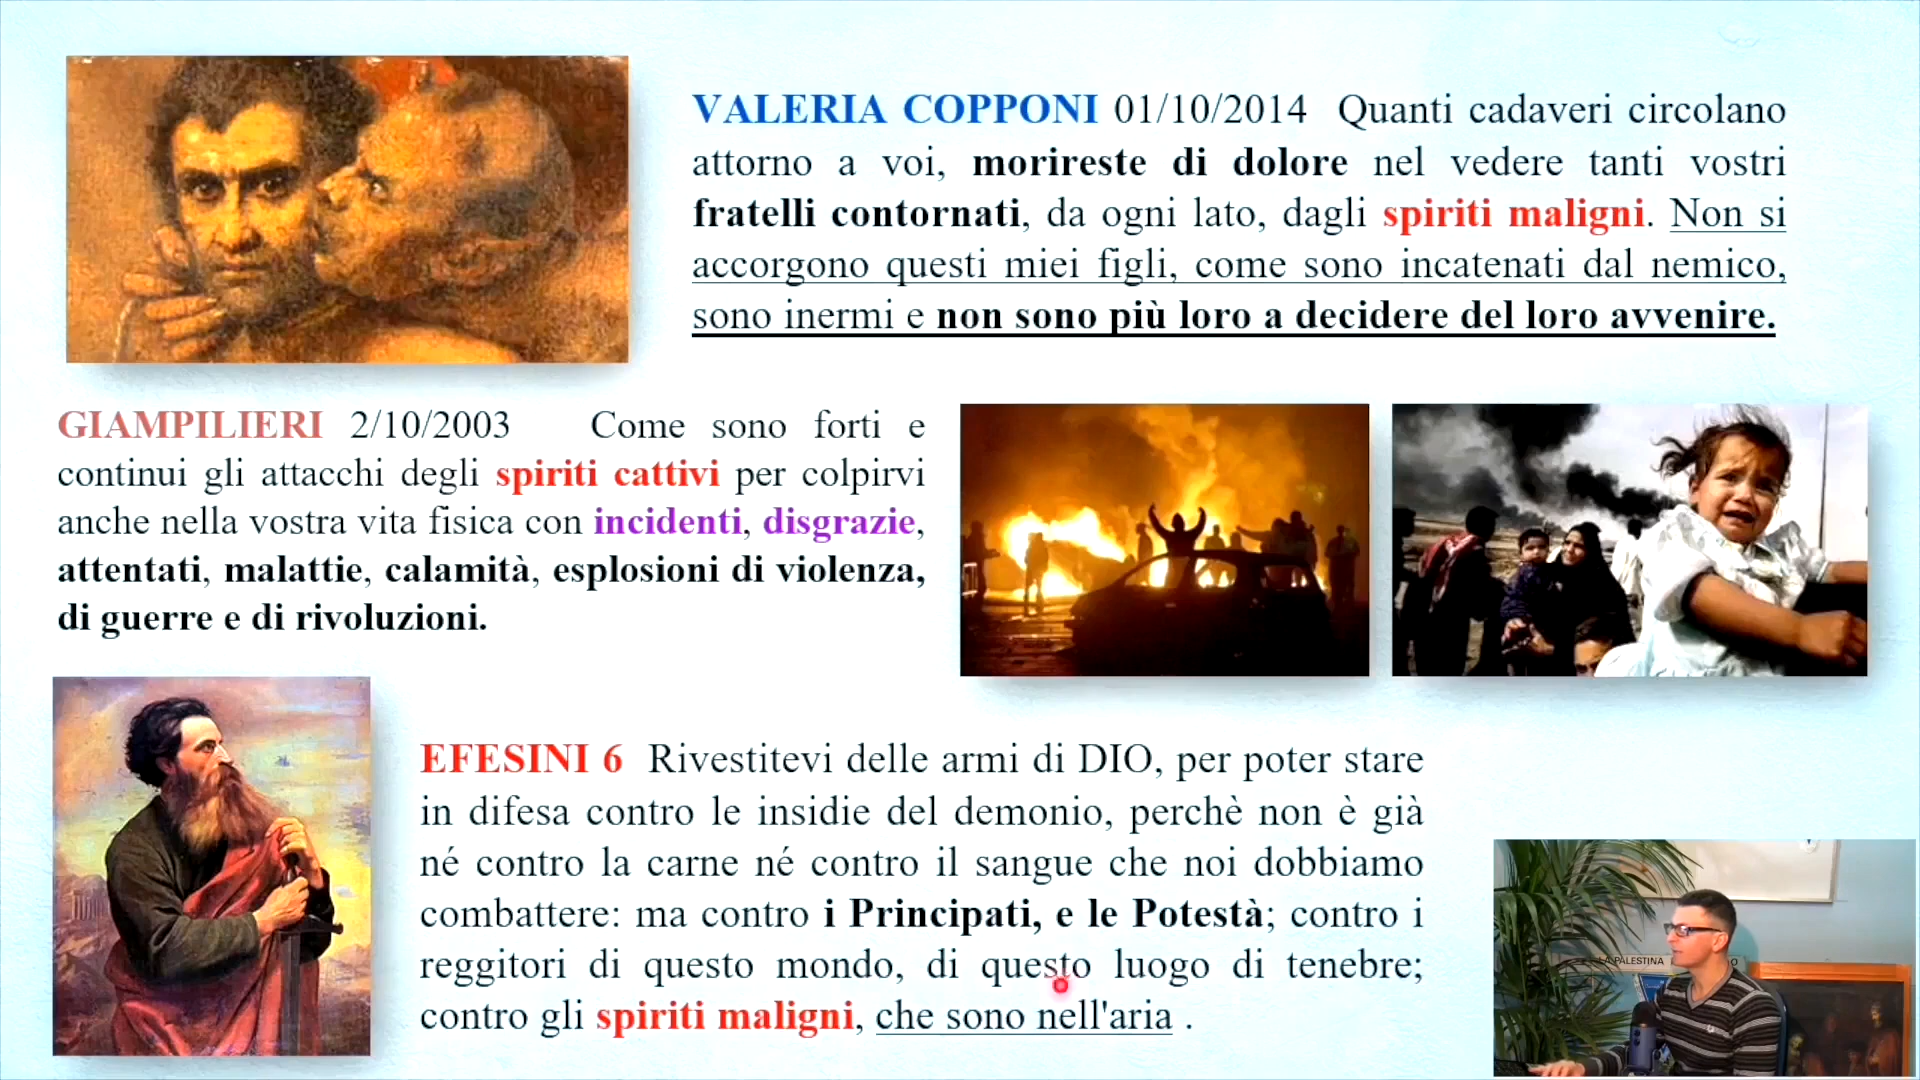 VALERIA COPPONI 01/10/2014 Quanti cadaveri circolano
attorno a voi, morireste di dolore nel vedere tanti vostri
fratelli contornati, da ogni lato, dagli spiriti maligni. Non si
accorgono questi miei figli, come sono incatenati dal nemico,
sono inermi e non sono più loro a decidere del loro avvenire.
GIAMPILIERI 2/10/2003 Come sono forti e
continui gli attacchi degli spiriti cattivi per colpirvi
anche nella vostra vita fisica con incidenti, disgrazie,
attentati, malattie, calamità, esplosioni di violenza,
di guerre e di rivoluzioni.
EFESINI 6 Rivestitevi delle armi di DIO, per poter stare
in difesa contro le insidie del demonio, perchè non è già
né contro la carne né contro il sangue che noi dobbiamo
combattere: ma contro i Principati, e le Potestà; contro i
reggitori di questo mondo, di questo luogo di tenebre;
contro gli spiriti maligni, che sono nell'aria .
LA PALESTINA